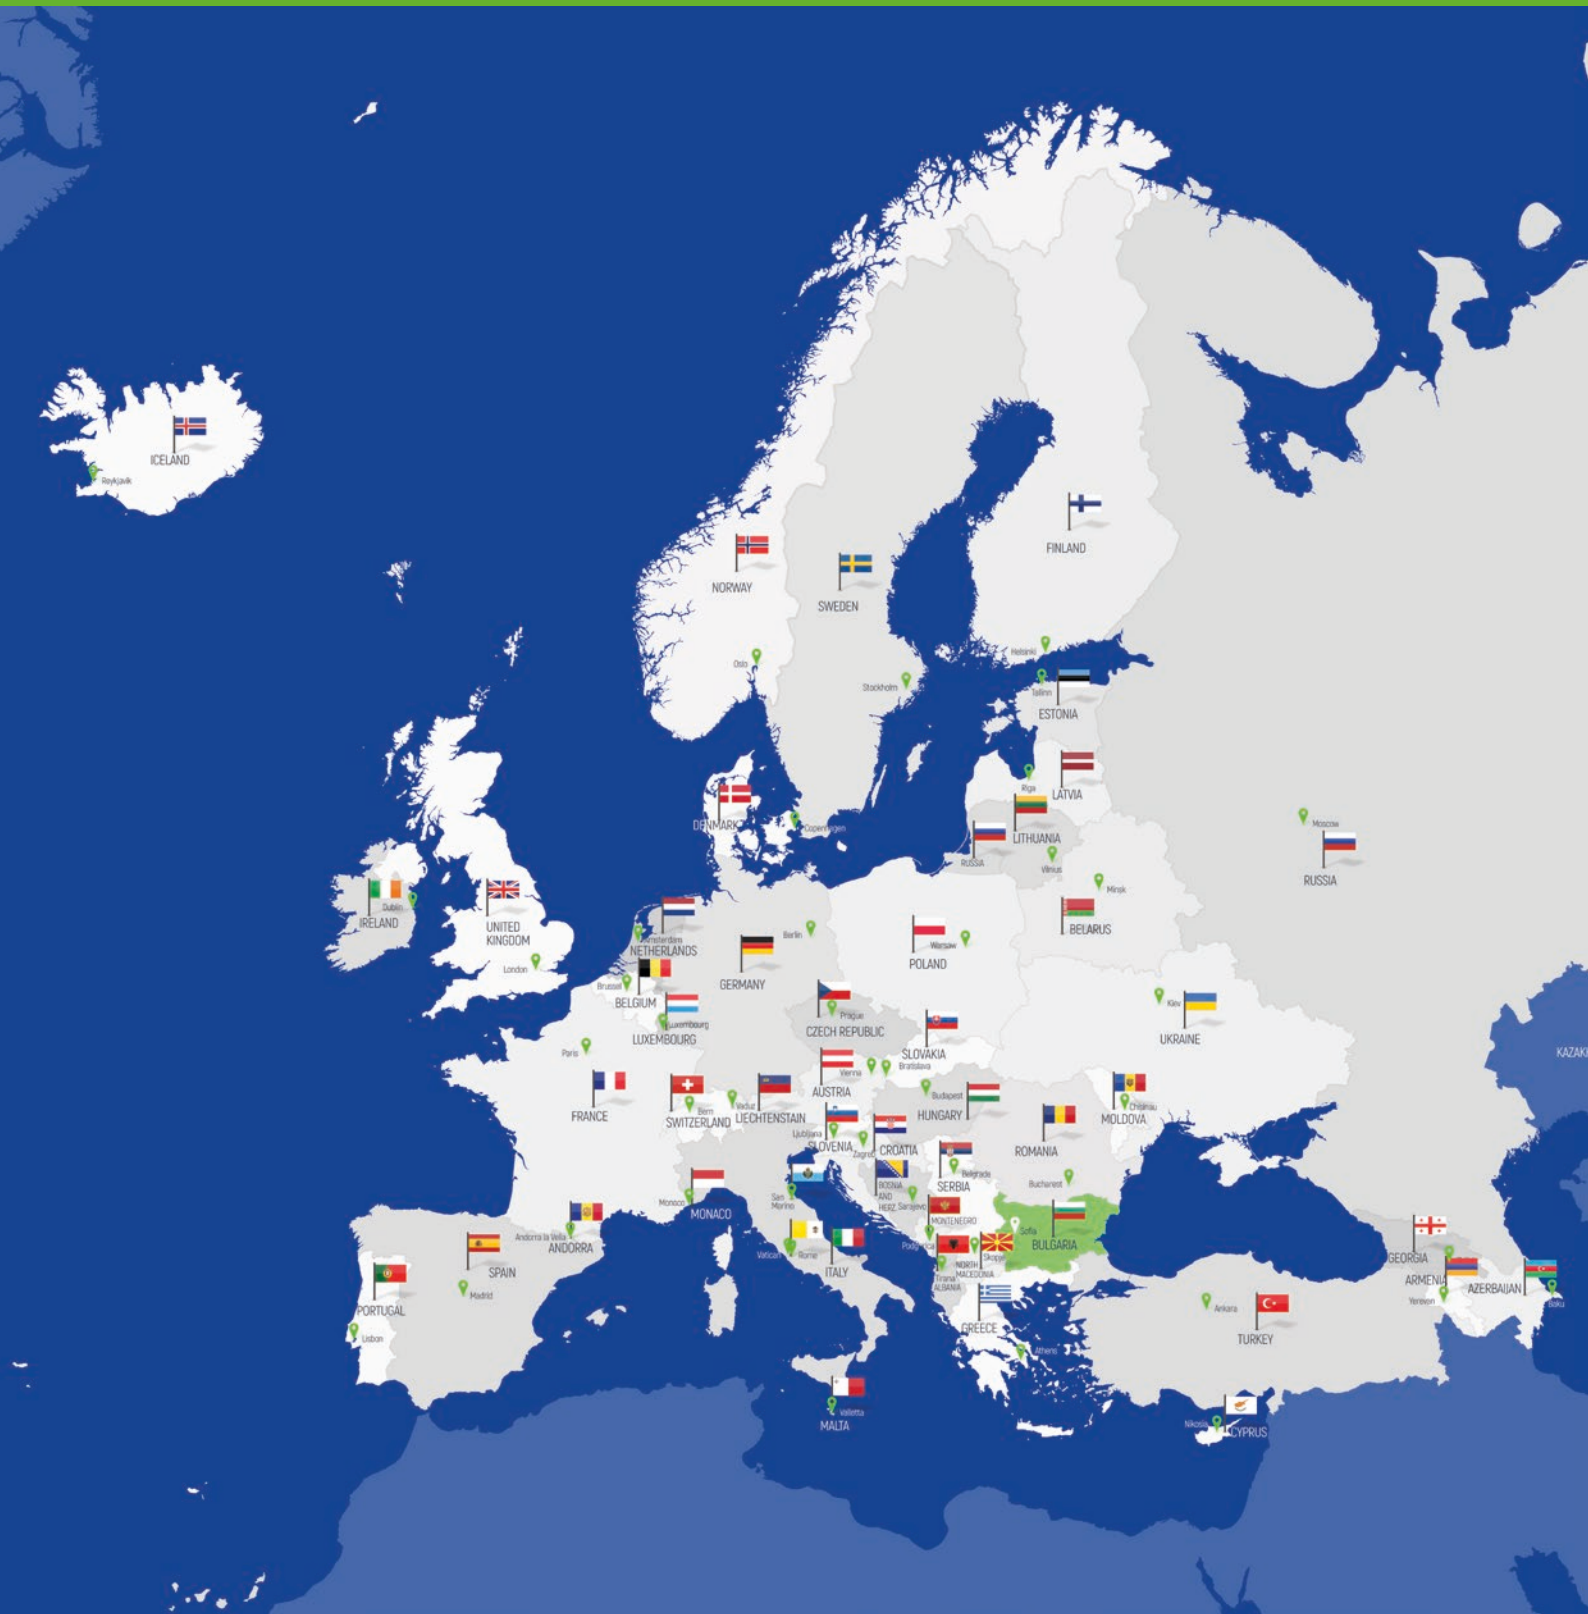 ICELAND
Reykjavik
NORWAY
Oslo
SWEDEN
Stockholm
FINLAND
Helsinki
Tallinn
ESTONIA
Riga
LATVIA
LITHUANIA
Vilnius
RUSSIA
Moscow
RUSSIA
Minsk
BELARUS
DENMARK
Copenhagen
Dublin
IRELAND
UNITED
KINGDOM
London
Amsterdam
NETHERLANDS
Brussel
BELGIUM
Luxembourg
LUXEMBOURG
Berlin
GERMANY
Warsaw
POLAND
Prague
CZECH REPUBLIC
Kiev
UKRAINE
SLOVAKIA
Bratislava
Vienna
AUSTRIA
Paris
FRANCE
Bern
SWITZERLAND
Vaduz
LIECHTENSTAIN
Budapest
HUNGARY
Chisinau
MOLDOVA
ROMANIA
Bucharest
Ljubljana
SLOVENIA
Zagreb
CROATIA
BOSNIA
AND
HERZ.
Sarajevo
Belgrade
SERBIA
MONTENEGRO
Podgorica
Sofia
BULGARIA
Skopje
NORTH
MACEDONIA
Tirana
ALBANIA
GREECE
Athens
Monaco
MONACO
San
Marino
Vatican
Rome
ITALY
Andorra la Vella
ANDORRA
SPAIN
Madrid
PORTUGAL
Lisbon
Valletta
MALTA
Ankara
TURKEY
Nikosia
CYPRUS
GEORGIA
ARMENIA
Yerevan
AZERBAIJAN
Baku
KAZAK